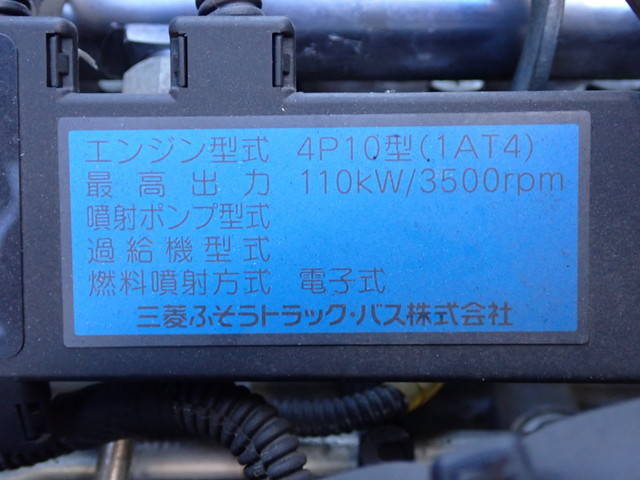 エンジン型式 4P10型(1AT4)
最高出力 110kW/3500rpm
噴射ポンプ型式
過給機型式
燃料噴射方式 電子式
三菱ふそうトラック・バス株式会社